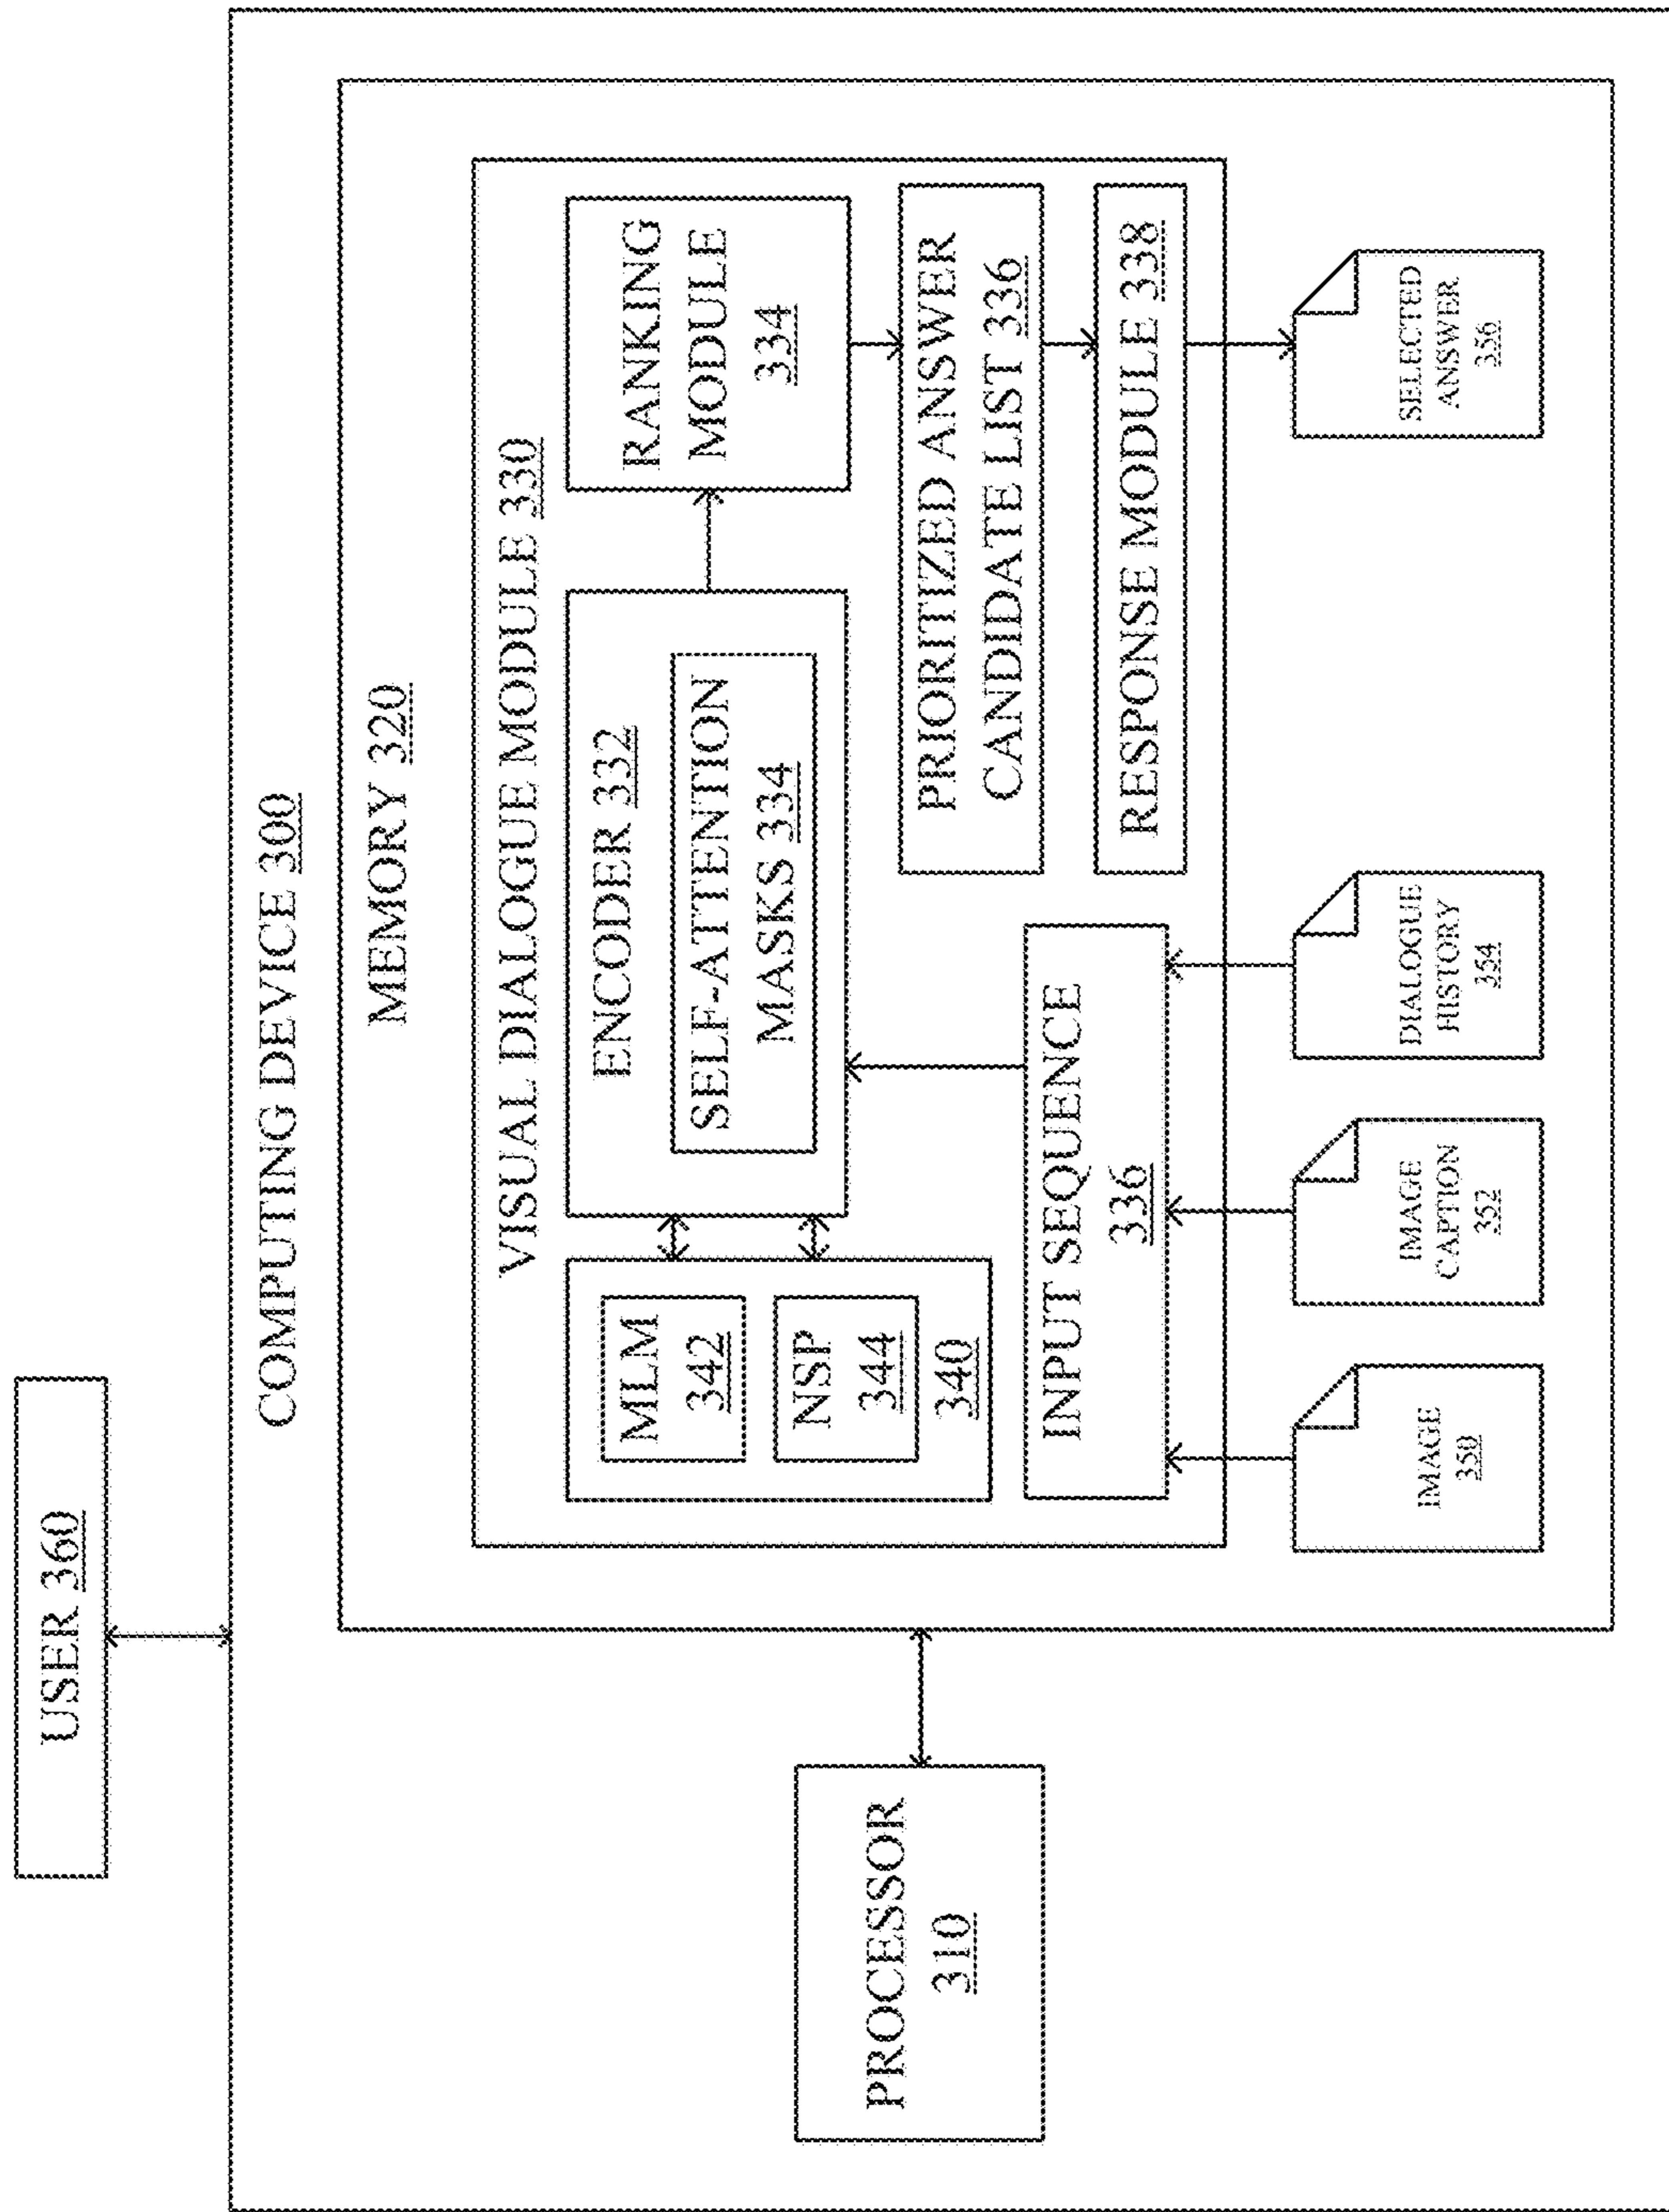 USER 360
COMPUTING DEVICE 300
PROCESSOR
310
MEMORY 320
VISUAL DIALOGUE MODULE 330
MLM
342
NSP
344
340
ENCODER 332
SELF-ATTENTION
MASKS 334
RANKING
MODULE
334
PRIORITIZED ANSWER
CANDIDATE LIST 336
RESPONSE MODULE 338
INPUT SEQUENCE
336
IMAGE
350
IMAGE
CAPTION
352
DIALOGUE
HISTORY
354
SELECTED
ANSWER
356